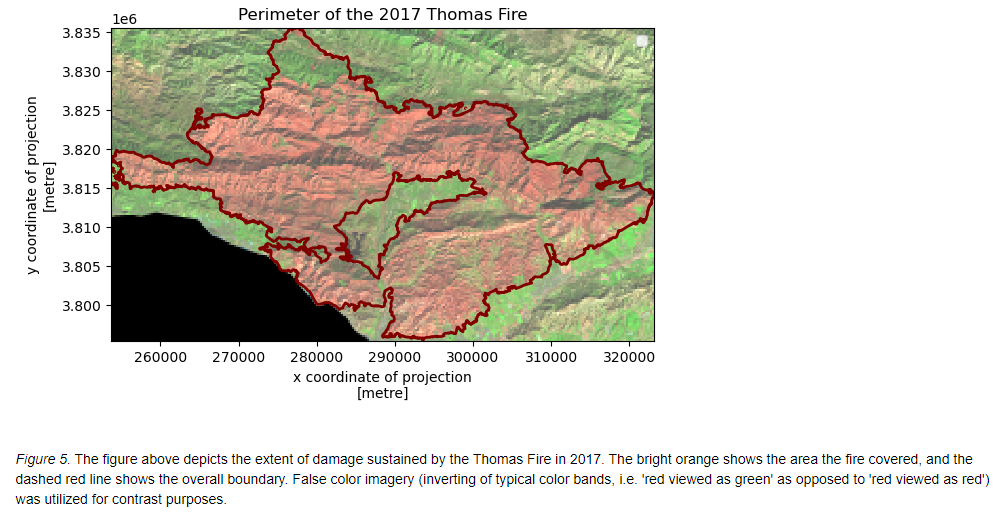 Perimeter of the 2017 Thomas Fire
1e6
3.835
3.830
3.825
3.820
3.815
3.810
3.805
3.800
y coordinate of projection
[metre]
260000 270000 280000 290000 300000 310000 320000
x coordinate of projection
[metre]
Figure 5. The figure above depicts the extent of damage sustained by the Thomas Fire in 2017. The bright orange shows the area the fire covered, and the
dashed red line shows the overall boundary. False color imagery (inverting of typical color bands, i.e. 'red viewed as green' as opposed to 'red viewed as red')
was utilized for contrast purposes.